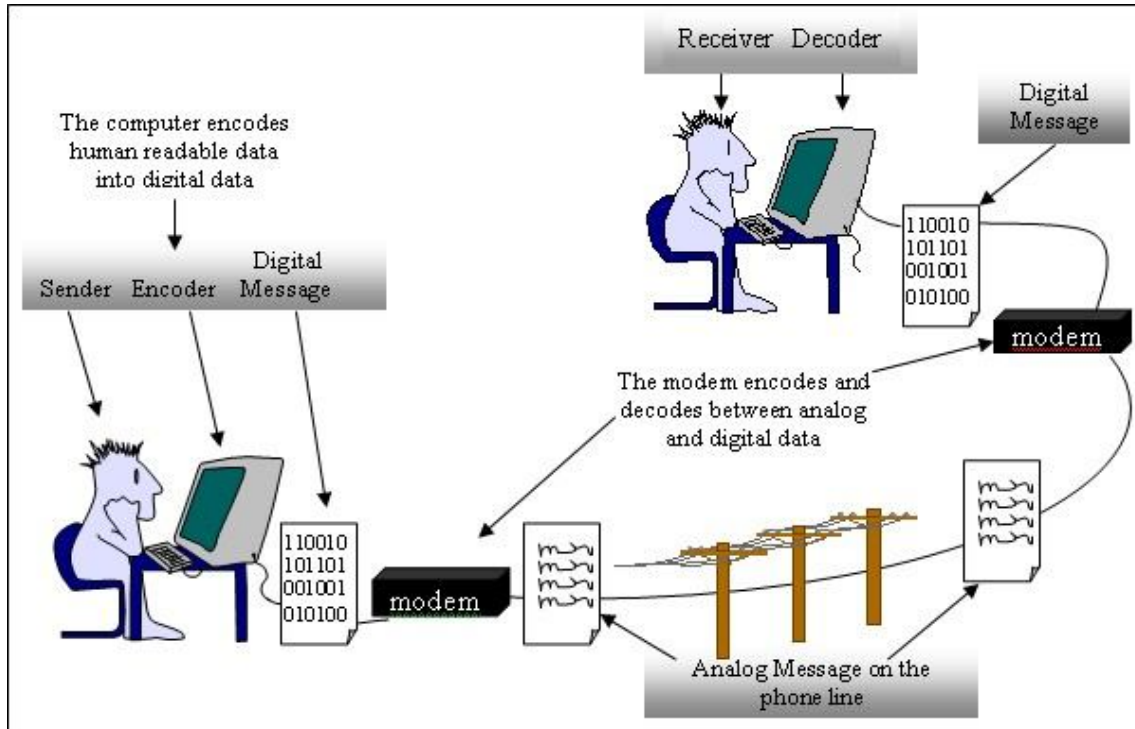 Receiver Decoder
Digital
Message
The computer encodes
human readable data
into digital data
Digital
Sender Encoder Message
110010
101101
001001
010100
modem
The modem encodes and
decodes between analog
and digital data
110010
101101
001001
010100
modem
Analog Message on the
phone line